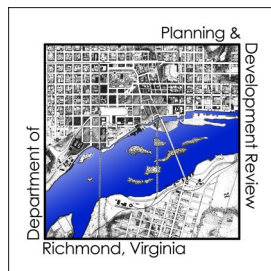 Planning &
Development Review
Department of
Richmond, Virginia